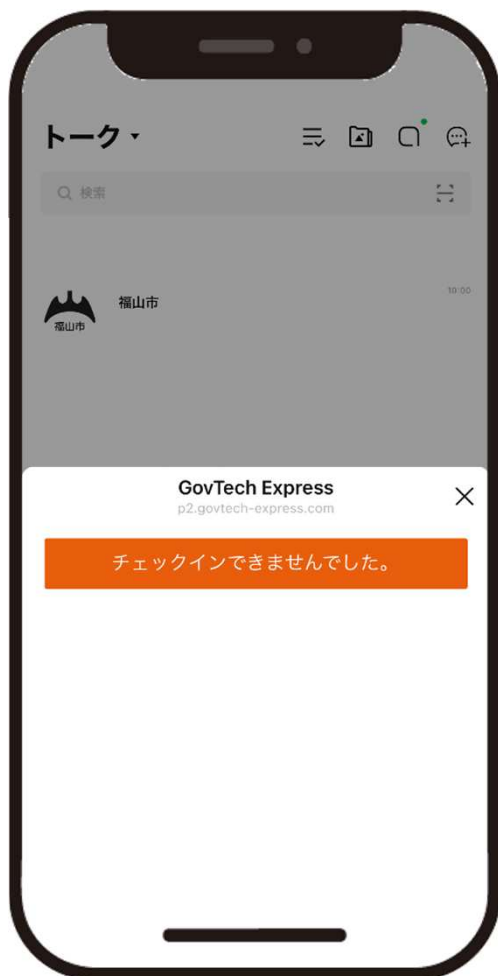 トーク
検索
福山市
19:00
福山市
GovTech Express
p2.govtech-express.com
チェックインできませんでした。